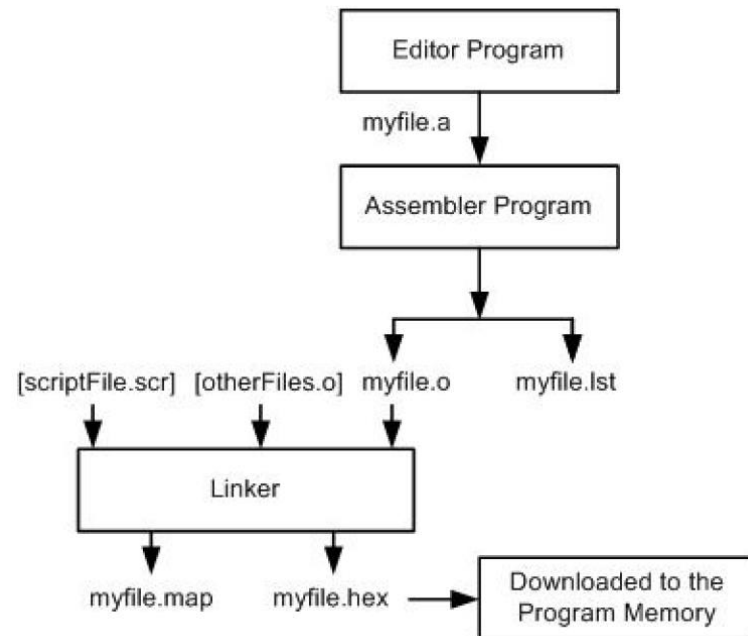 Editor Program
myfile.a
Assembler Program
[scriptFile.scr] [otherFiles.o] myfile.o myfile.lst
Linker
myfile.map myfile.hex
Downloaded to the
Program Memory